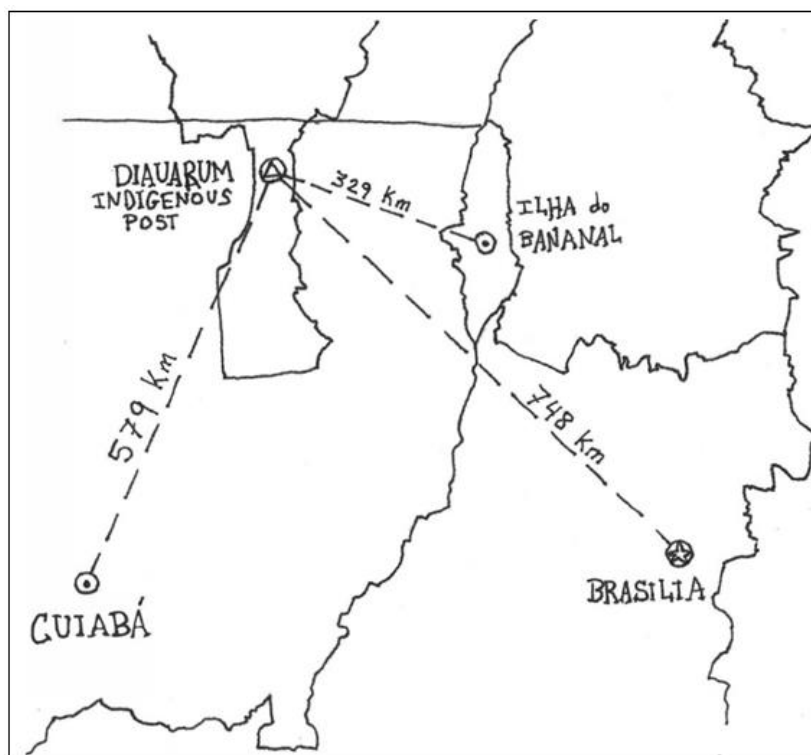 DIAUARUM
INDIGENOUS
POST
329 Km
ILHA do
BANANAL
579 Km
748 Km
CUIABÁ
BRASILIA